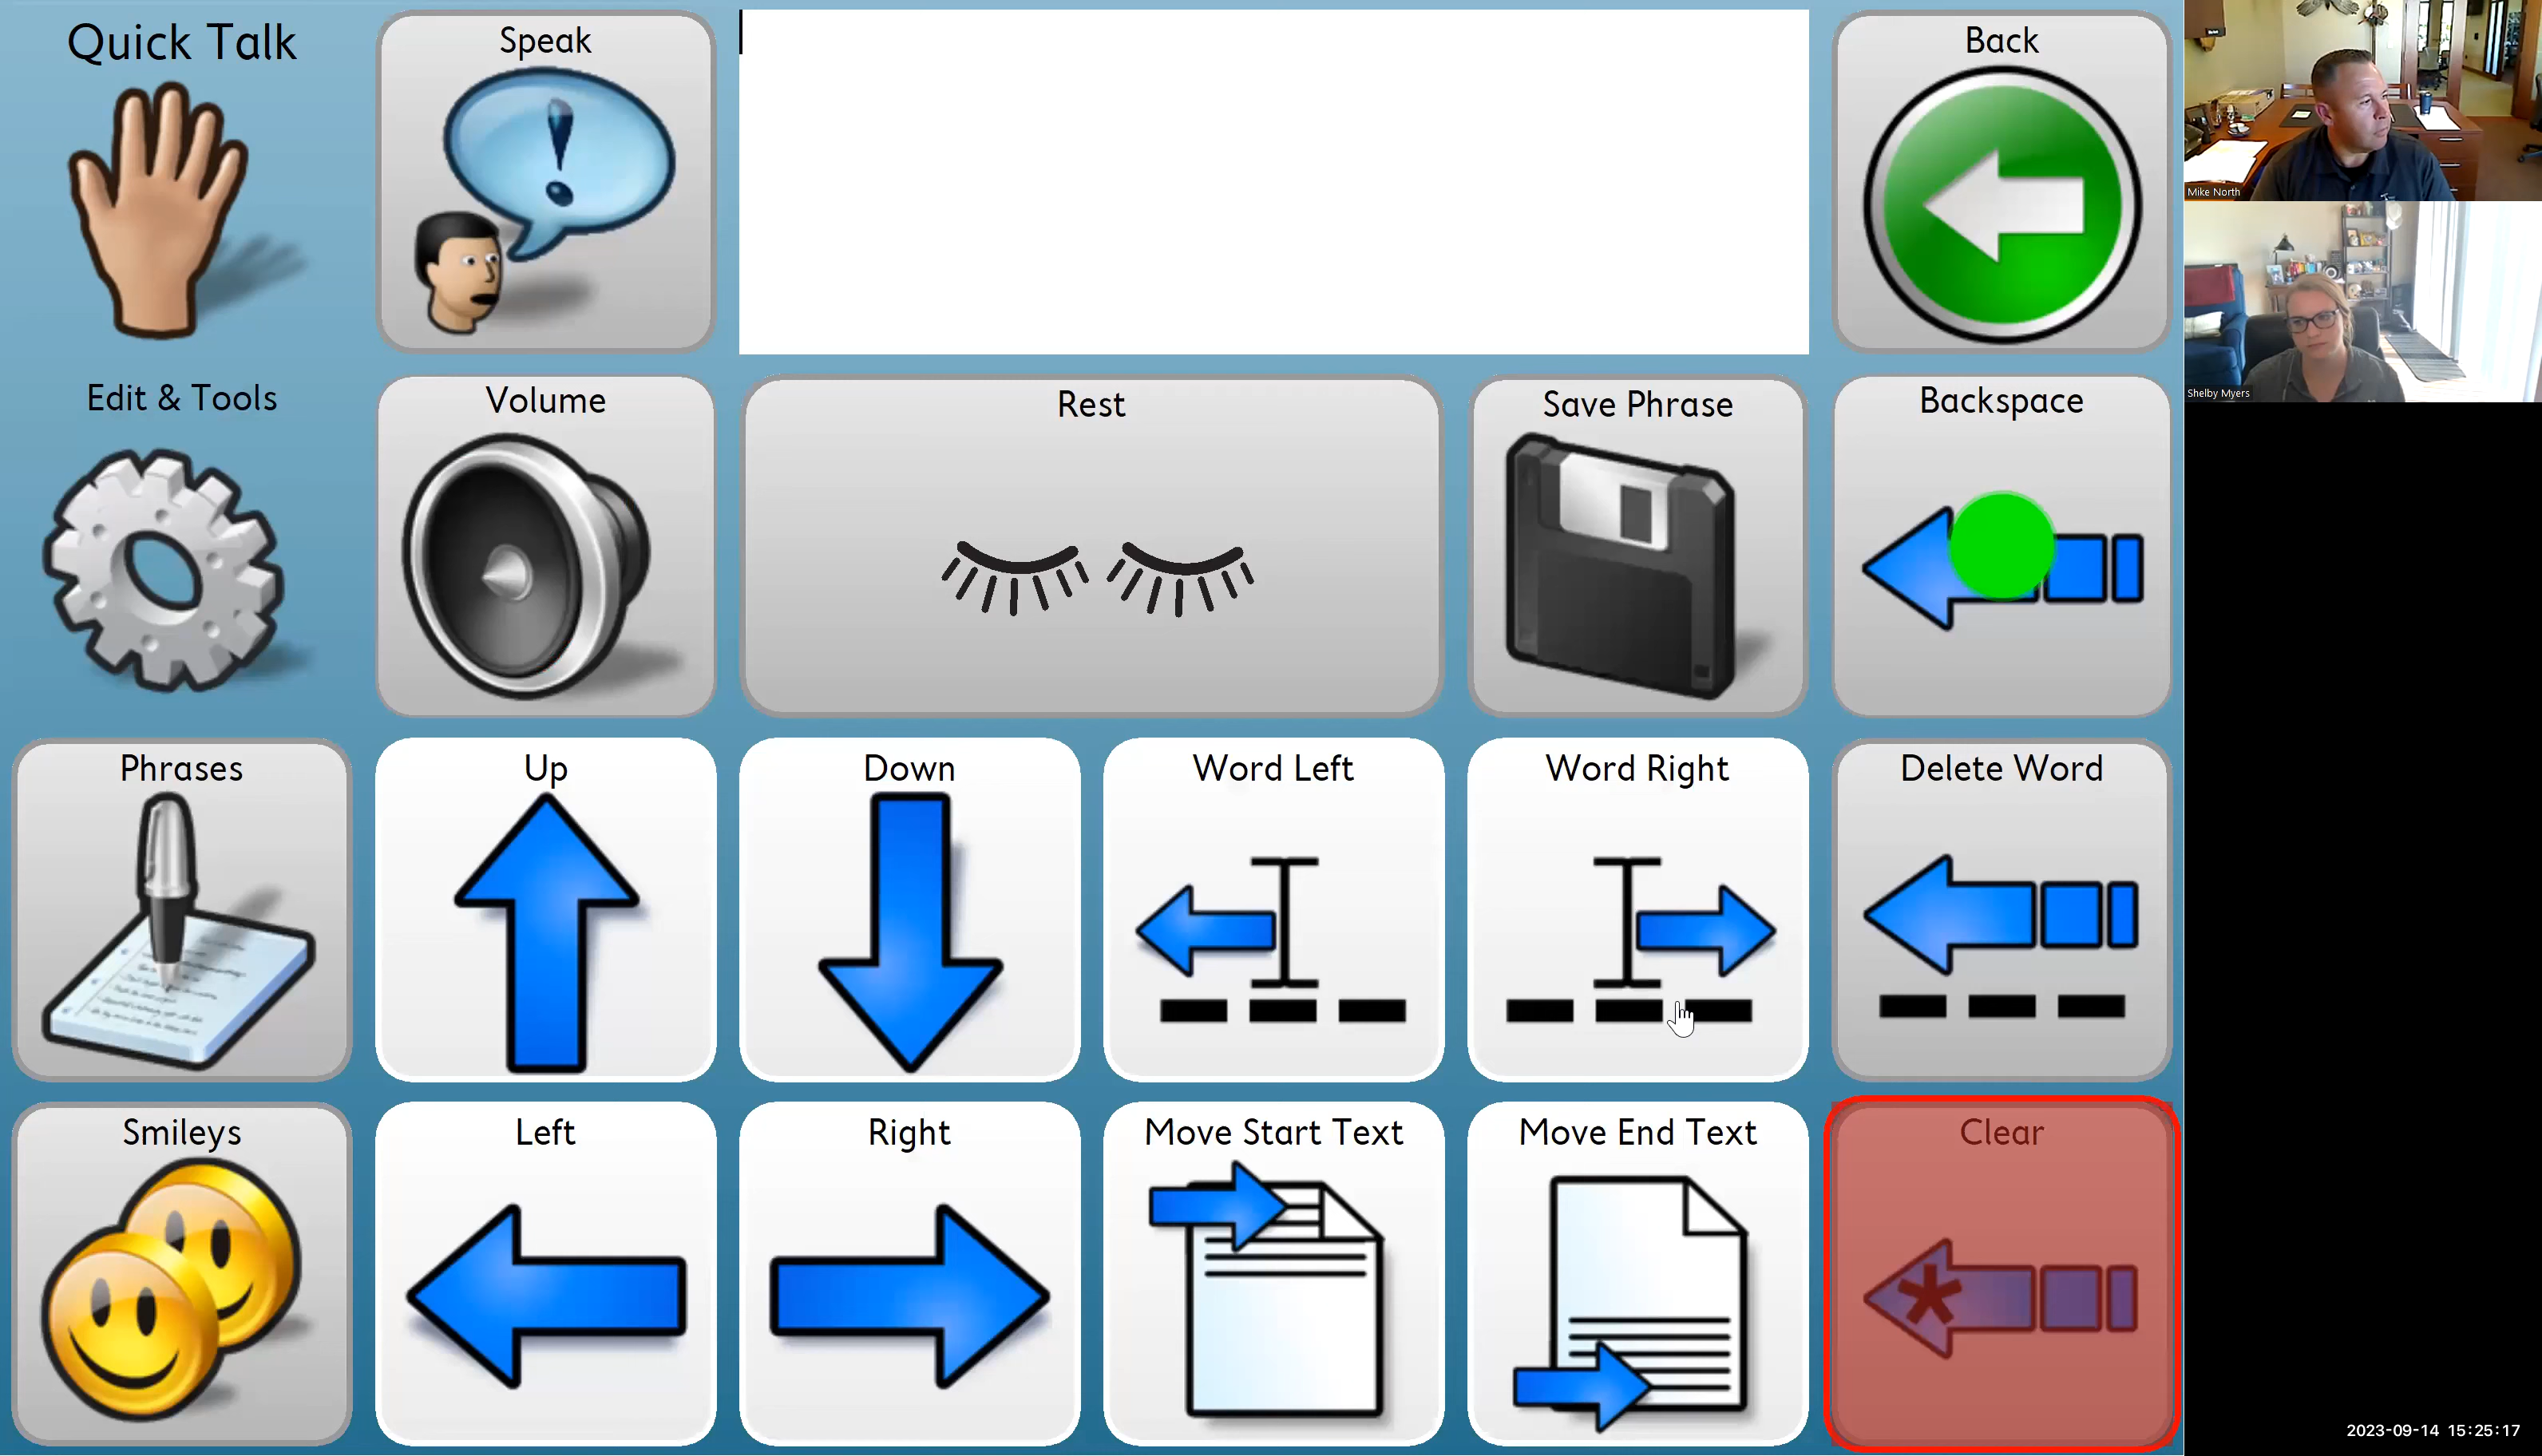 Quick Talk
Speak
Back
Mike North
Edit & Tools
Volume
Rest
Save Phrase
Backspace
Shelby Myers
Phrases
Up
Down
Word Left
Word Right
Delete Word
Smileys
Left
Right
Move Start Text
Move End Text
Clear
2023-09-14 15:25:17